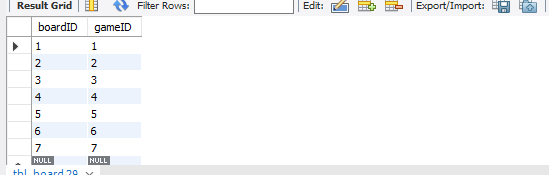 Result Grid Filter Rows: Edit: Export/Import:
boardID gameID
1 1
2 2
3 3
4 4
5 5
6 6
7 7
NULL NULL
tbl_board 29